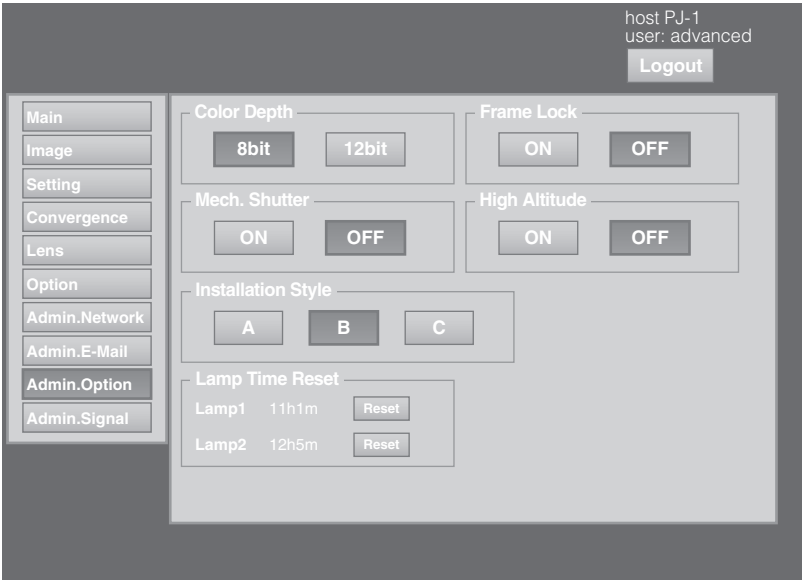 host PJ-1
user: advanced
Logout
Main
Image
Setting
Convergence
Lens
Option
Admin.Network
Admin.E-Mail
Admin.Option
Admin.Signal
Color Depth
8bit 12bit
Frame Lock
ON OFF
Mech. Shutter
ON OFF
High Altitude
ON OFF
Installation Style
A B C
Lamp Time Reset
Lamp1 11h1m Reset
Lamp2 12h5m Reset